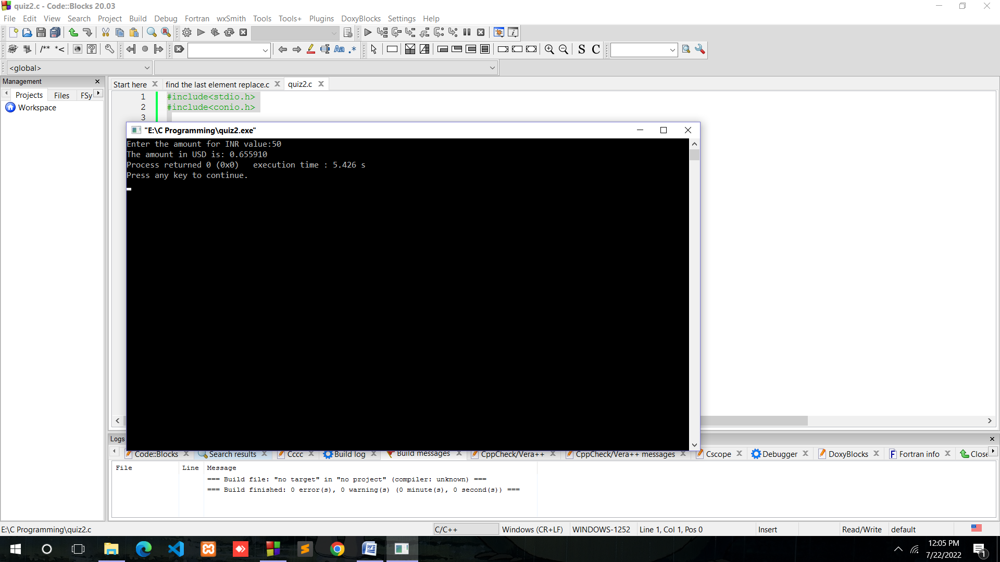 quiz2.c - Code::Blocks 20.03
File Edit View Search Project Build Debug Fortran wxSmith Tools Tools+ Plugins DoxyBlocks Settings Help
/** *<
Aa .* S C
<global>
Management
Start here find the last element replace.c quiz2.c
Projects Files FSy
Workspace
1 #include<stdio.h>
2 #include<conio.h>
3
"E:\C Programming\quiz2.exe"
Enter the amount for INR value:50
The amount in USD is: 0.655910
Process returned 0 (0x0) execution time : 5.426 s
Press any key to continue.
Logs
Code::Blocks Search results Cccc Build log Build messages CppCheck/Vera++ CppCheck/Vera++ messages Cscope Debugger DoxyBlocks Fortran info Close
File Line Message
=== Build file: "no target" in "no project" (compiler: unknown) ===
=== Build finished: 0 error(s), 0 warning(s) (0 minute(s), 0 second(s)) ===
E:\C Programming\quiz2.c C/C++ Windows (CR+LF) WINDOWS-1252 Line 1, Col 1, Pos 0 Insert Read/Write default
12:05 PM
7/22/2022
1